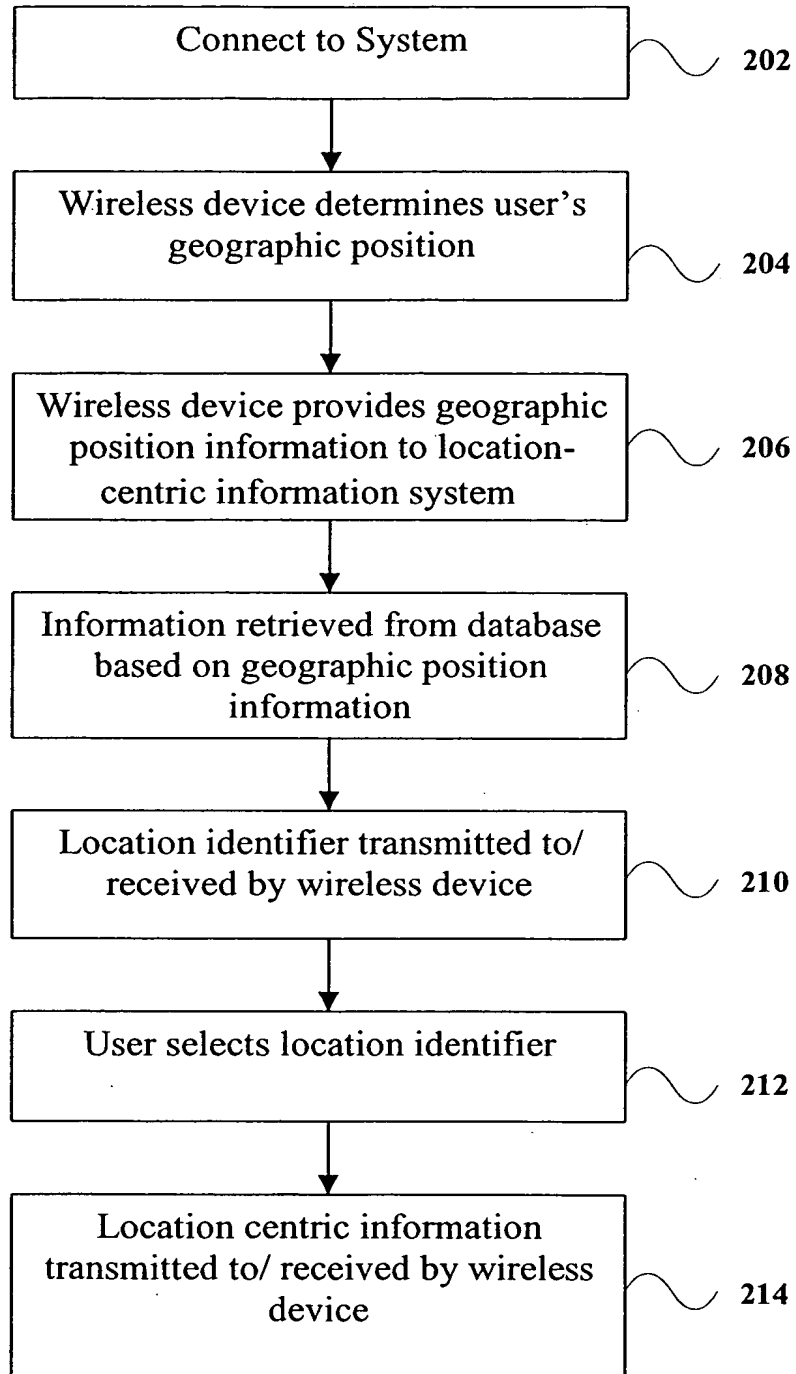 Connect to System
202
Wireless device determines user's
geographic position
204
Wireless device provides geographic
position information to location-
centric information system
206
Information retrieved from database
based on geographic position
information
208
Location identifier transmitted to/
received by wireless device
210
User selects location identifier
212
Location centric information
transmitted to/ received by wireless
device
214